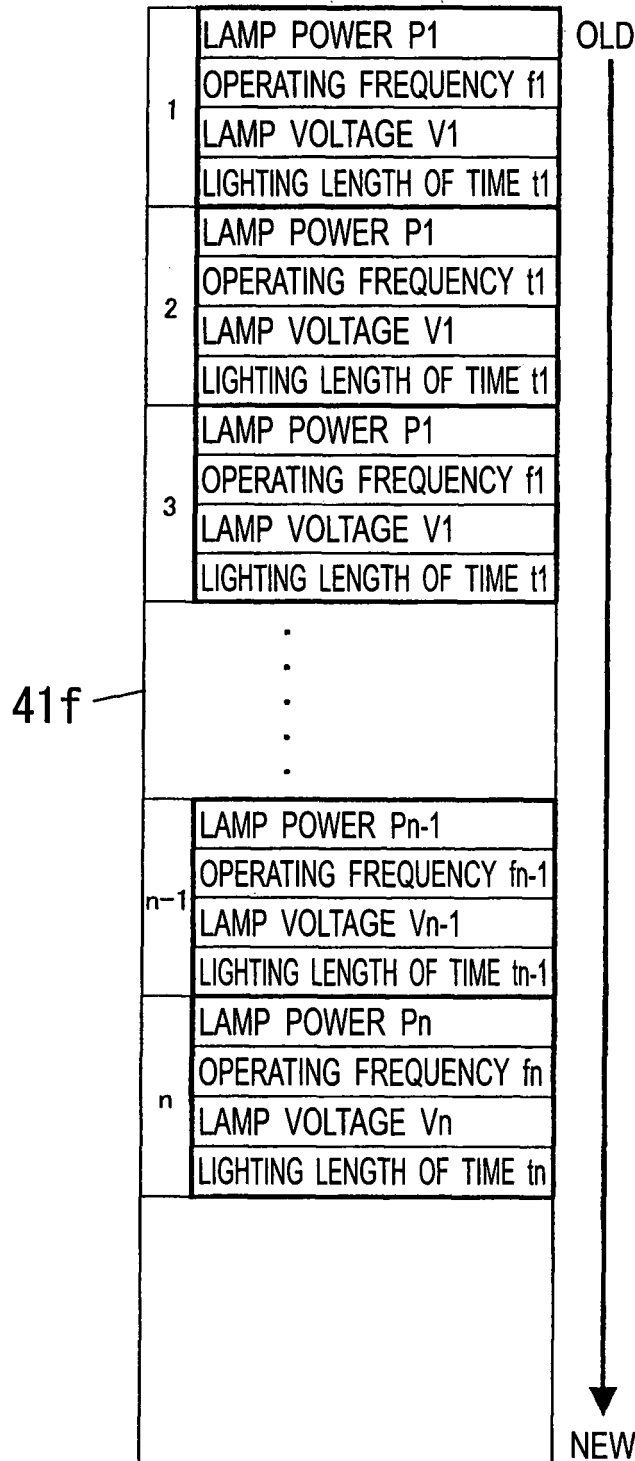 OLD
1
LAMP POWER P1
OPERATING FREQUENCY f1
LAMP VOLTAGE V1
LIGHTING LENGTH OF TIME t1
2
LAMP POWER P1
OPERATING FREQUENCY t1
LAMP VOLTAGE V1
LIGHTING LENGTH OF TIME t1
3
LAMP POWER P1
OPERATING FREQUENCY f1
LAMP VOLTAGE V1
LIGHTING LENGTH OF TIME t1
41f
n-1
LAMP POWER Pn-1
OPERATING FREQUENCY fn-1
LAMP VOLTAGE Vn-1
LIGHTING LENGTH OF TIME tn-1
n
LAMP POWER Pn
OPERATING FREQUENCY fn
LAMP VOLTAGE Vn
LIGHTING LENGTH OF TIME tn
NEW